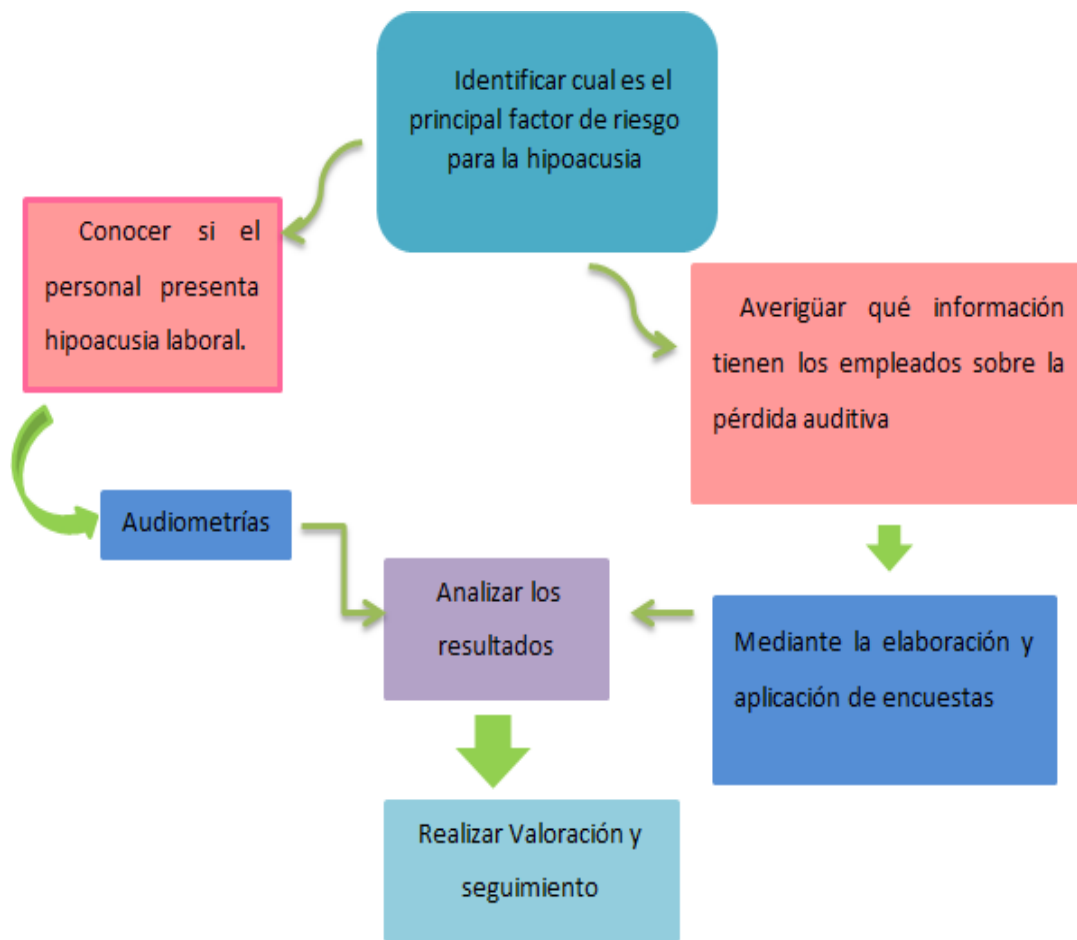 Identificar cual es el
principal factor de riesgo
para la hipoacusia
Conocer si el
personal presenta
hipoacusia laboral.
Averigüar qué información
tienen los empleados sobre la
pérdida auditiva
Audiometrías
Analizar los
resultados
Mediante la elaboración y
aplicación de encuestas
Realizar Valoración y
seguimiento